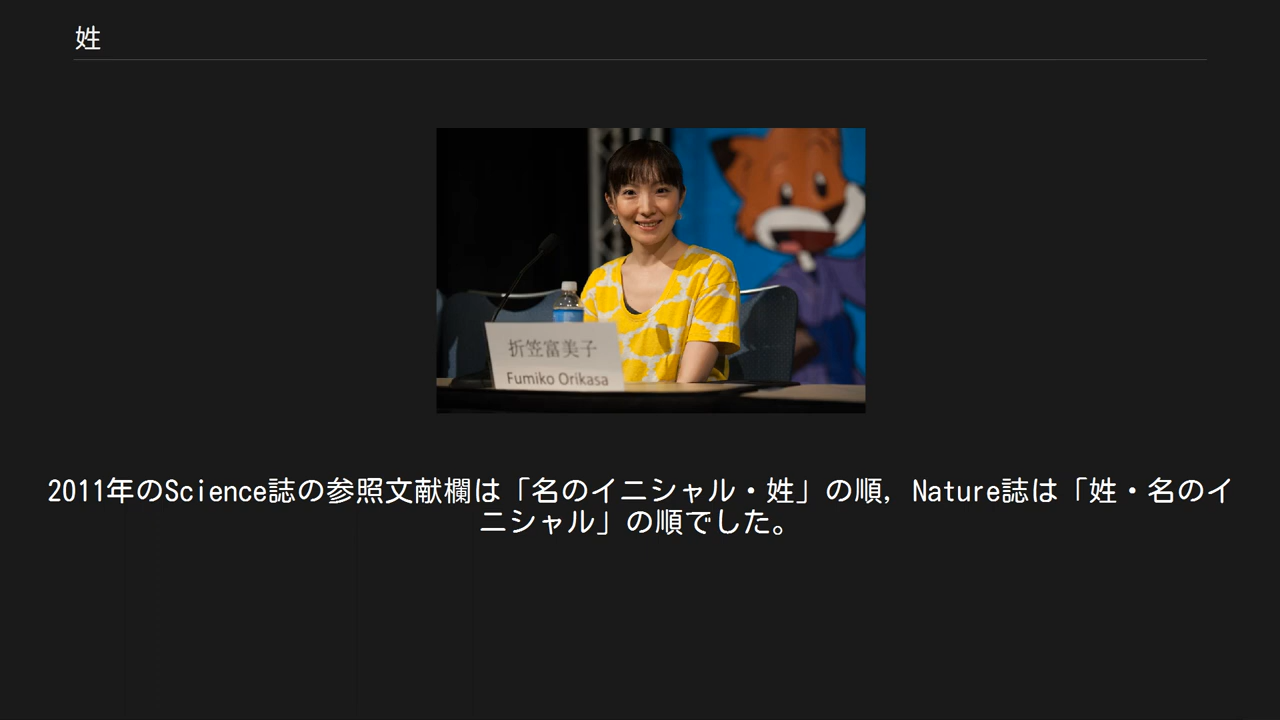 姓
折笠富美子
Fumiko Orikasa
2011年のScience誌の参照文献欄は「名のイニシャル・姓」の順，Nature誌は「姓・名のイ
ニシャル」の順でした。